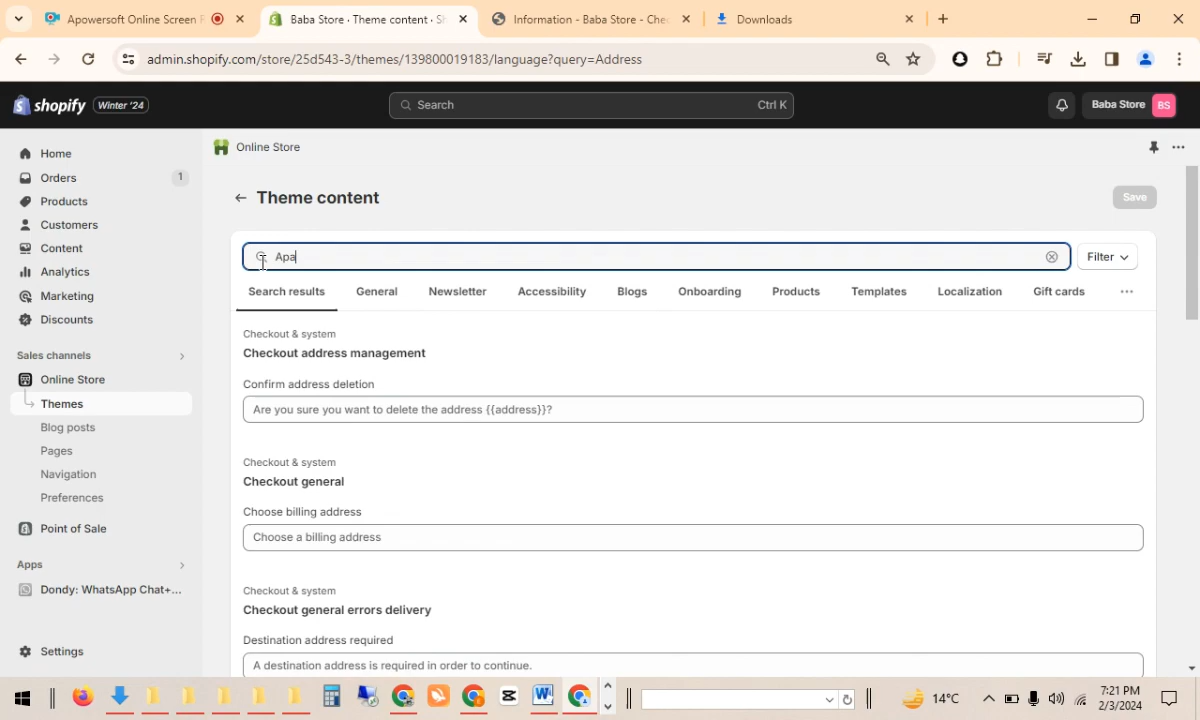 Apowersoft Online Screen R
Baba Store · Theme content · Sh
Information - Baba Store - Chec
Downloads
admin.shopify.com/store/25d543-3/themes/139800019183/language?query=Address
shopify
Winter '24
Search
Ctrl K
Baba Store
BS
Home
Orders
1
Products
Customers
Content
Analytics
Marketing
Discounts
Sales channels
Online Store
Themes
Blog posts
Pages
Navigation
Preferences
Point of Sale
Apps
Dondy: WhatsApp Chat+...
Settings
Online Store
Theme content
Save
Apa
Filter
Search results
General
Newsletter
Accessibility
Blogs
Onboarding
Products
Templates
Localization
Gift cards
Checkout & system
Checkout address management
Confirm address deletion
Are you sure you want to delete the address {{address}}?
Checkout & system
Checkout general
Choose billing address
Choose a billing address
Checkout & system
Checkout general errors delivery
Destination address required
A destination address is required in order to continue.
14°C
7:21 PM
2/3/2024